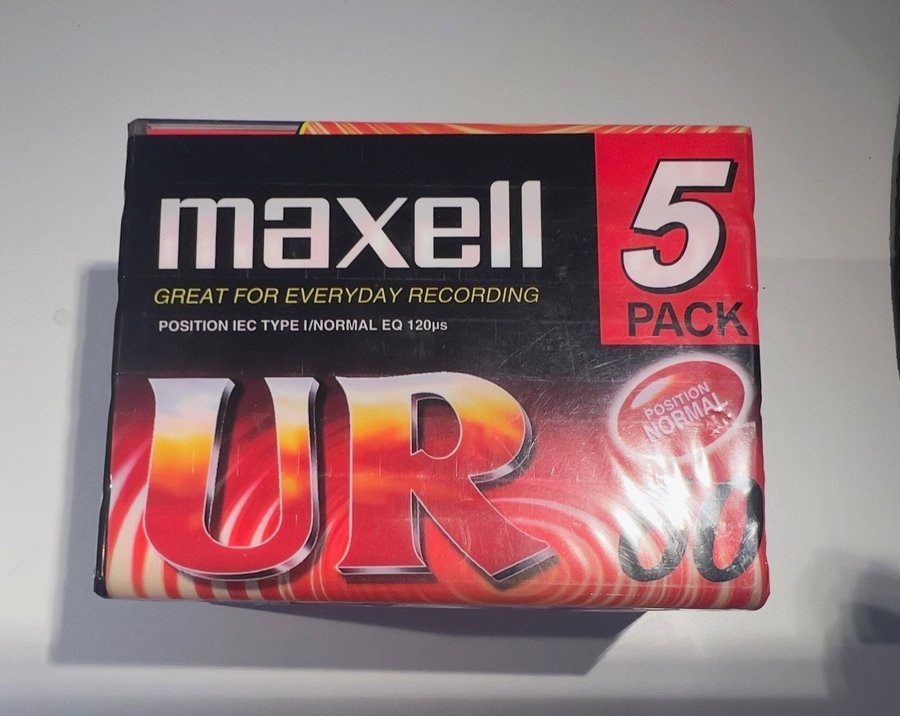 maxell
5
PACK
GREAT FOR EVERYDAY RECORDING
POSITION IEC TYPE I/NORMAL EQ 120µs
UR
POSITION
NORMAL
60